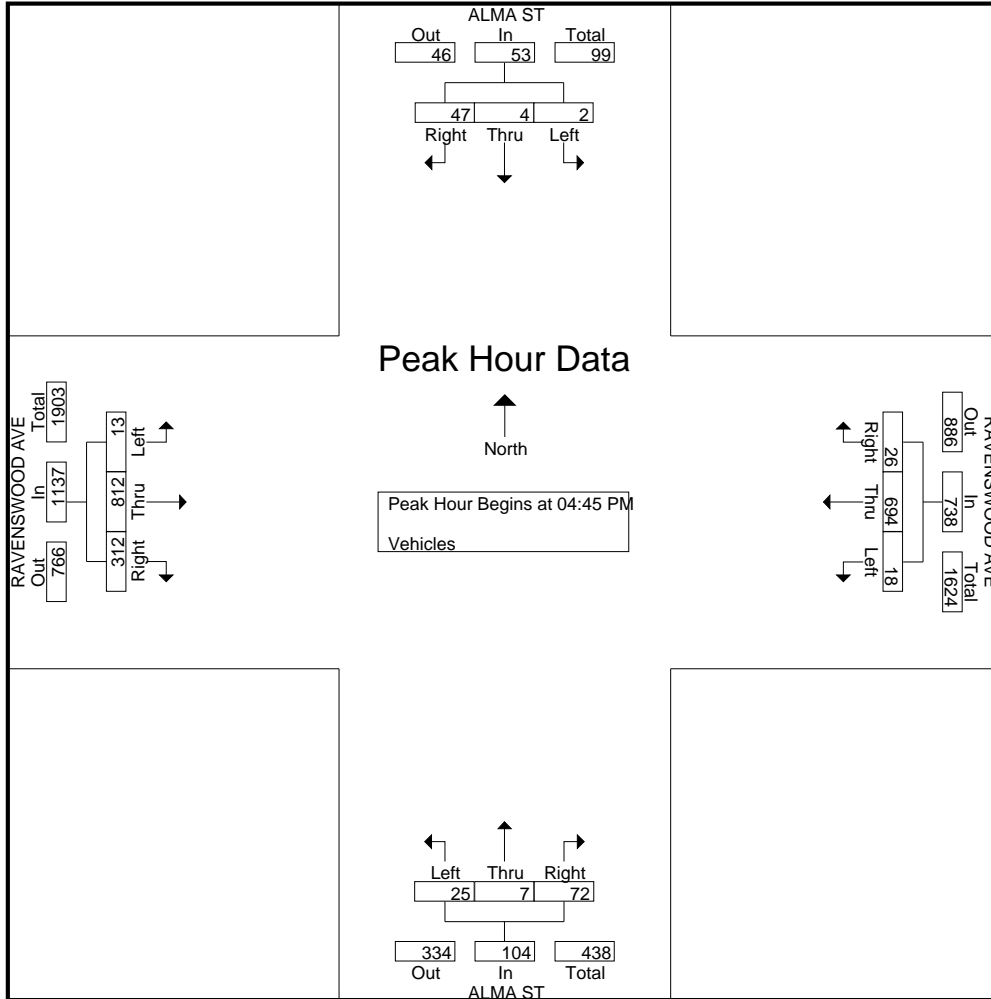 ALMA ST
Out In Total
46 53 99
47 4 2
Right Thru Left
Peak Hour Data
North
Peak Hour Begins at 04:45 PM
Vehicles
RAVENSWOOD AVE
Out In Total
766 1137 1903
312 812 13
Right Thru Left
RAVENSWOOD AVE
Out In Total
886 738 1624
26 694 18
Right Thru Left
Left Thru Right
25 7 72
334 104 438
Out In Total
ALMA ST